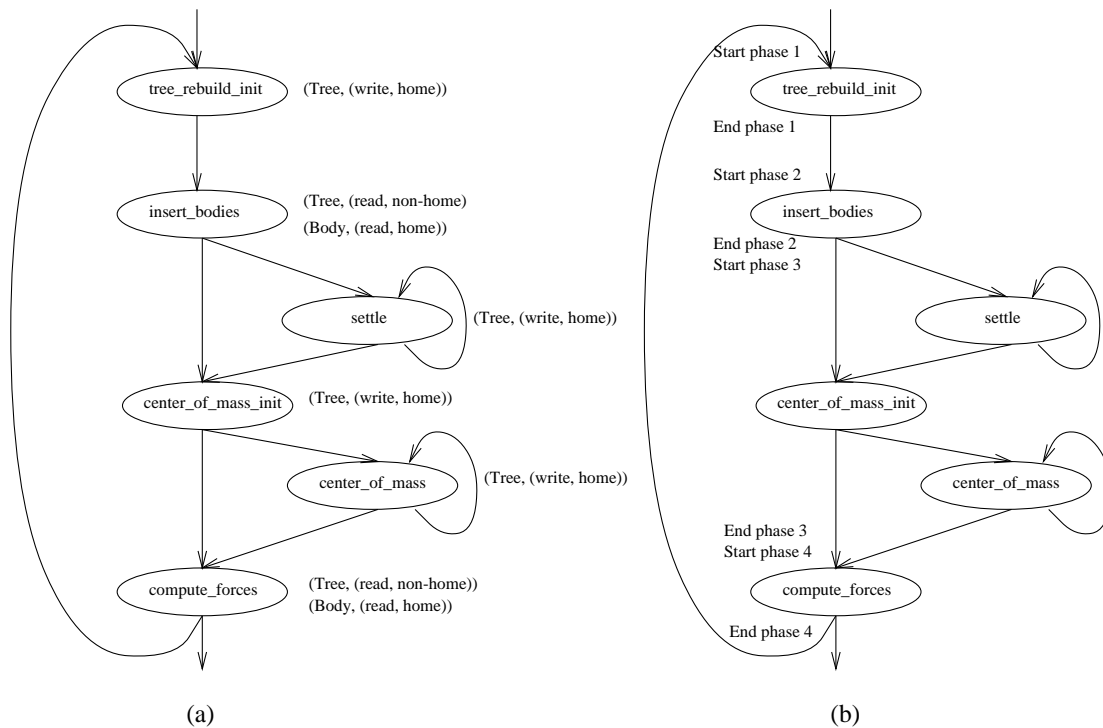 tree_rebuild_init
(Tree, (write, home))
insert_bodies
(Tree, (read, non-home)
(Body, (read, home))
settle
(Tree, (write, home))
center_of_mass_init
(Tree, (write, home))
center_of_mass
(Tree, (write, home))
compute_forces
(Tree, (read, non-home))
(Body, (read, home))
(a)
Start phase 1
tree_rebuild_init
End phase 1
Start phase 2
insert_bodies
End phase 2
Start phase 3
settle
center_of_mass_init
center_of_mass
End phase 3
Start phase 4
compute_forces
End phase 4
(b)